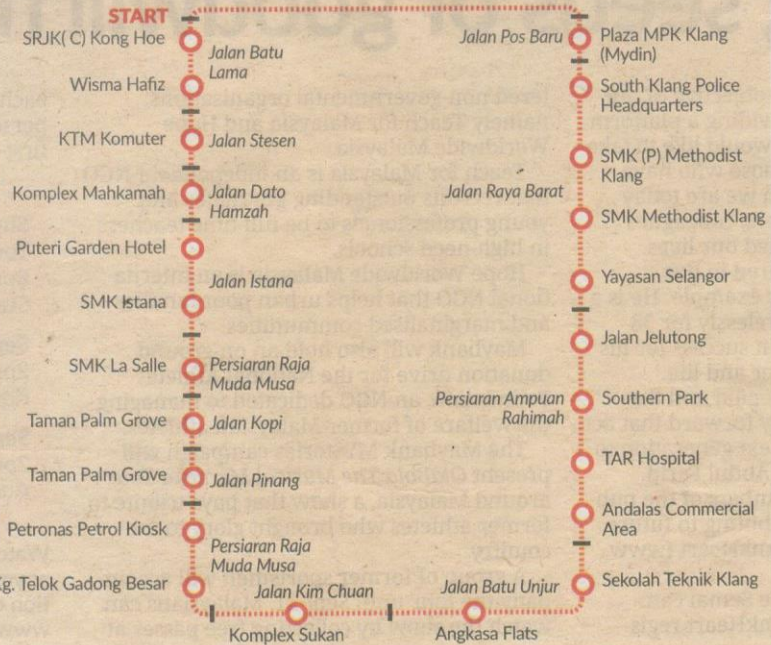 START
SRJK( C) Kong Hoe
Jalan Batu
Lama
Wisma Hafiz
KTM Komuter
Jalan Stesen
Komplex Mahkamah
Jalan Dato
Hamzah
Puteri Garden Hotel
Jalan Istana
SMK Istana
SMK La Salle
Persiaran Raja
Muda Musa
Taman Palm Grove
Jalan Kopi
Taman Palm Grove
Jalan Pinang
Petronas Petrol Kiosk
Persiaran Raja
Muda Musa
Kg. Telok Gadong Besar
Jalan Kim Chuan
Komplex Sukan
Jalan Batu Unjur
Angkasa Flats
Sekolah Teknik Klang
Andalas Commercial
Area
TAR Hospital
Persiaran Ampuan
Rahimah
Southern Park
Jalan Jelutong
Yayasan Selangor
SMK Methodist Klang
Jalan Raya Barat
SMK (P) Methodist
Klang
South Klang Police
Headquarters
Jalan Pos Baru
Plaza MPK Klang
(Mydin)